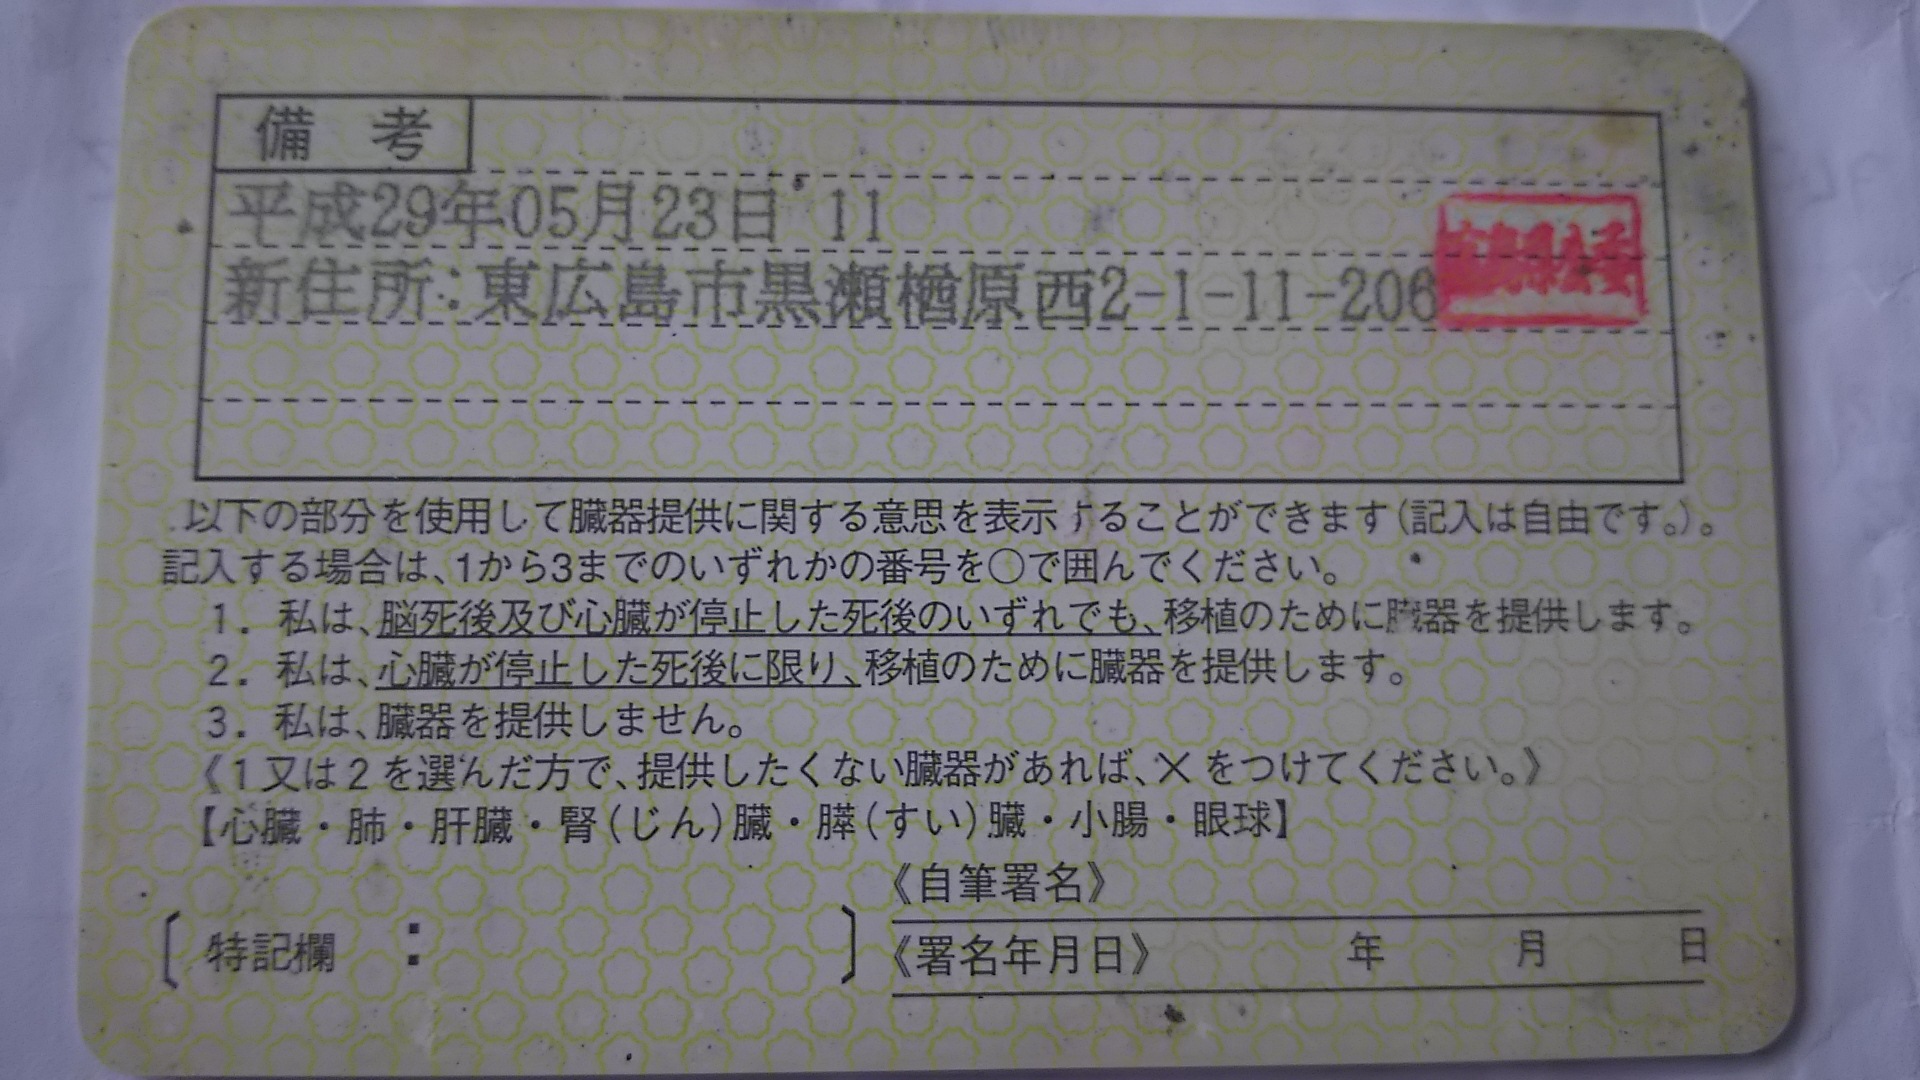 備 考
平成29年05月23日 11
新住所:東広島市黒瀬楢原西2-1-11-206
以下の部分を使用して臓器提供に関する意思を表示することができます(記入は自由です。)。
記入する場合は、1から3までのいずれかの番号を○で囲んでください。
1. 私は、脳死後及び心臓が停止した死後のいずれでも、移植のために臓器を提供します。
2. 私は、心臓が停止した死後に限り、移植のために臓器を提供します。
3. 私は、臓器を提供しません。
《1又は2を選んだ方で、提供したくない臓器があれば、×をつけてください。》
【心臓・肺・肝臓・腎(じん)臓・膵(すい)臓・小腸・眼球】
《自筆署名》
〔特記欄 : 〕
《署名年月日》 年 月 日